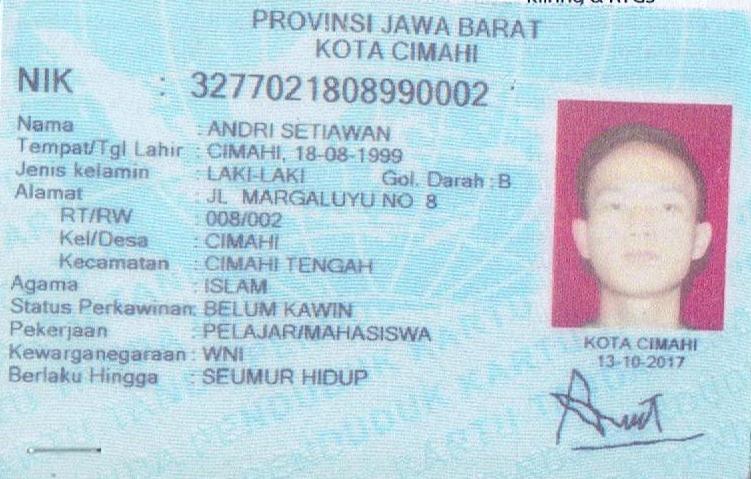 PROVINSI JAWA BARAT
KOTA CIMAHI
NIK : 3277021808990002
Nama : ANDRI SETIAWAN
Tempat/Tgl Lahir : CIMAHI, 18-08-1999
Jenis kelamin : LAKI-LAKI Gol. Darah : B
Alamat : JL MARGALUYU NO 8
RT/RW : 008/002
Kel/Desa : CIMAHI
Kecamatan : CIMAHI TENGAH
Agama : ISLAM
Status Perkawinan: BELUM KAWIN
Pekerjaan : PELAJAR/MAHASISWA
Kewarganegaraan : WNI
Berlaku Hingga : SEUMUR HIDUP
KOTA CIMAHI
13-10-2017